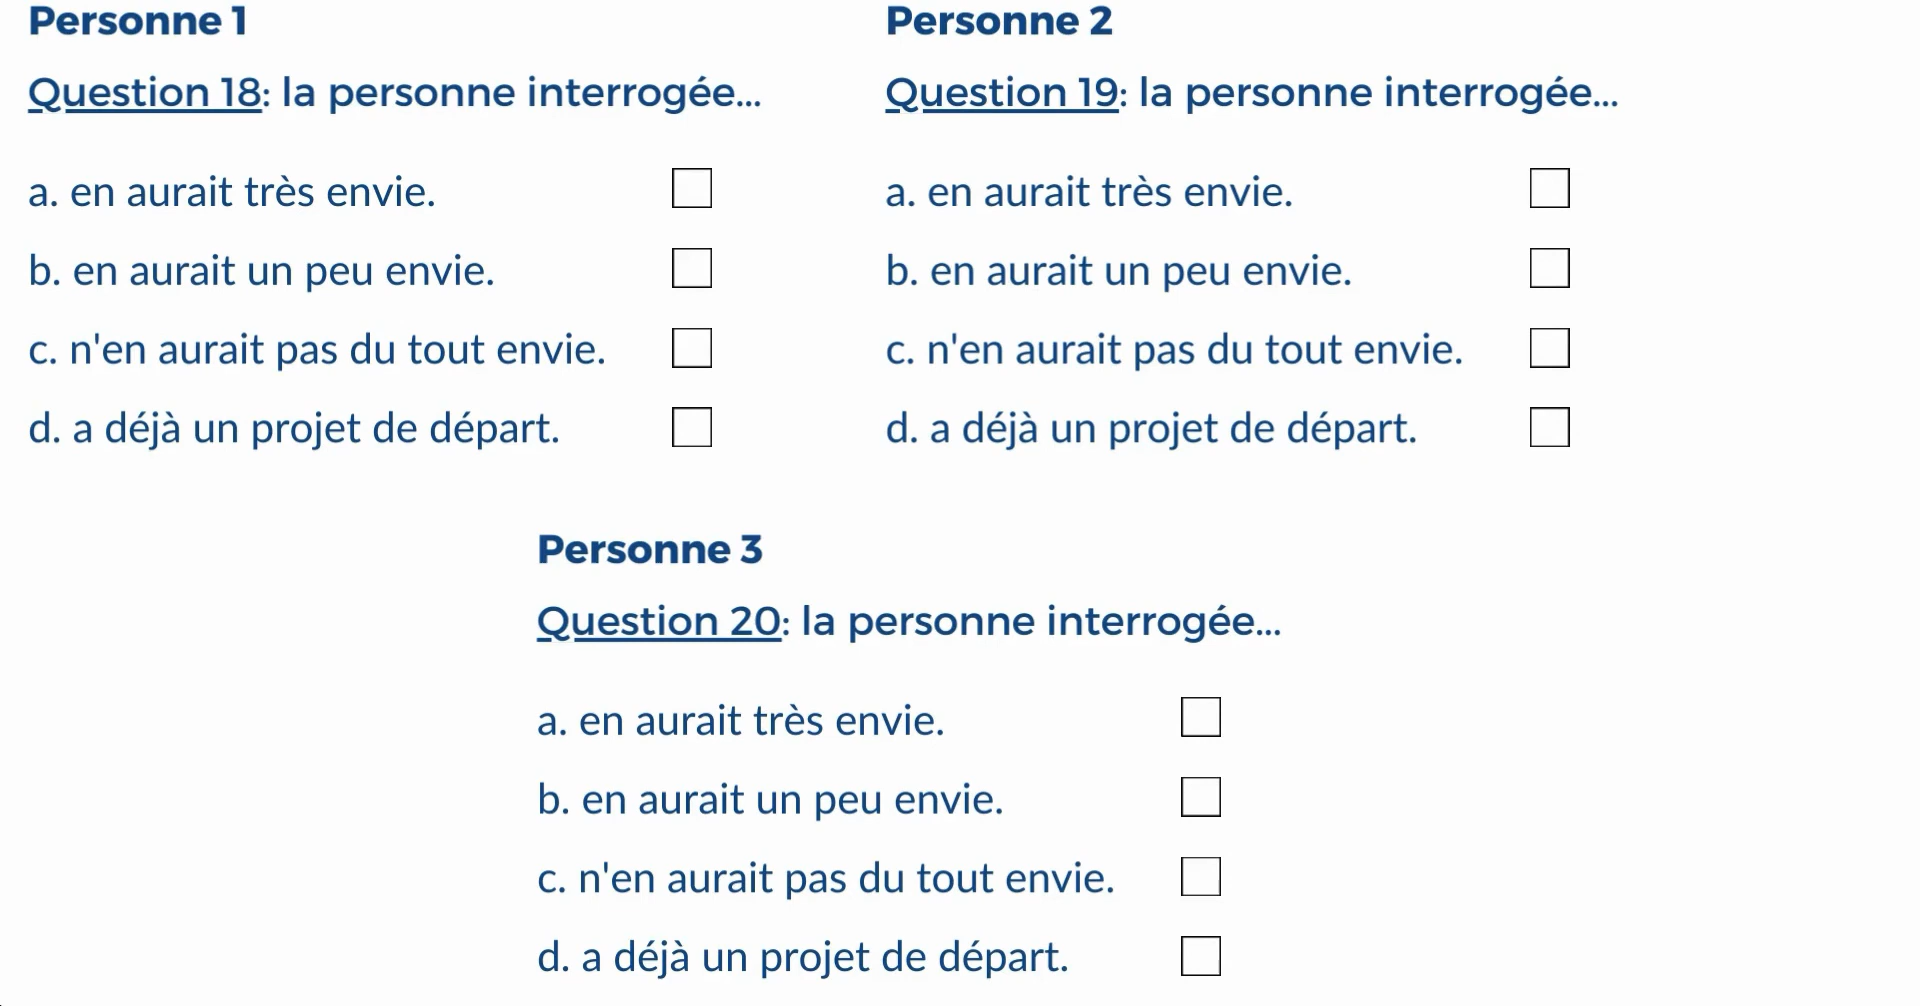 Personne 1
Question 18: la personne interrogée...
a. en aurait très envie.
b. en aurait un peu envie.
c. n'en aurait pas du tout envie.
d. a déjà un projet de départ.
Personne 2
Question 19: la personne interrogée...
a. en aurait très envie.
b. en aurait un peu envie.
c. n'en aurait pas du tout envie.
d. a déjà un projet de départ.
Personne 3
Question 20: la personne interrogée...
a. en aurait très envie.
b. en aurait un peu envie.
c. n'en aurait pas du tout envie.
d. a déjà un projet de départ.